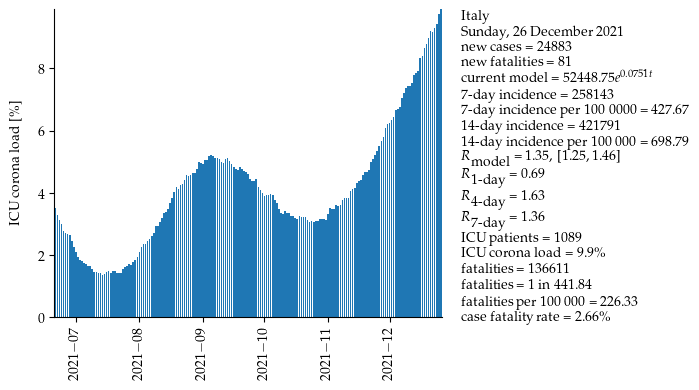 Italy
Sunday, 26 December 2021
new cases = 24883
new fatalities = 81
current model = 52448.75e^0.0751t
7-day incidence = 258143
7-day incidence per 100 0000 = 427.67
14-day incidence = 421791
14-day incidence per 100 000 = 698.79
R_model = 1.35, [1.25, 1.46]
R_1-day = 0.69
R_4-day = 1.63
R_7-day = 1.36
ICU patients = 1089
ICU corona load = 9.9%
fatalities = 136611
fatalities = 1 in 441.84
fatalities per 100 000 = 226.33
case fatality rate = 2.66%
ICU corona load [%]
8
6
4
2
0
2021−07
2021−08
2021−09
2021−10
2021−11
2021−12